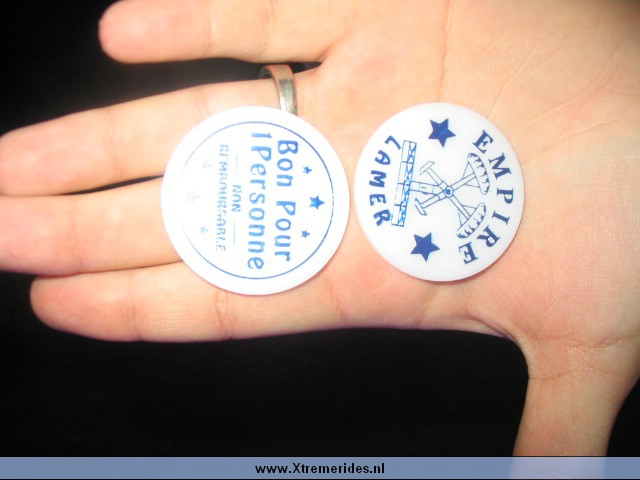 Bon Pour
1 Personne
NON
REMBOURSABLE
EMPIRE
LAMER
www.Xtremerides.nl